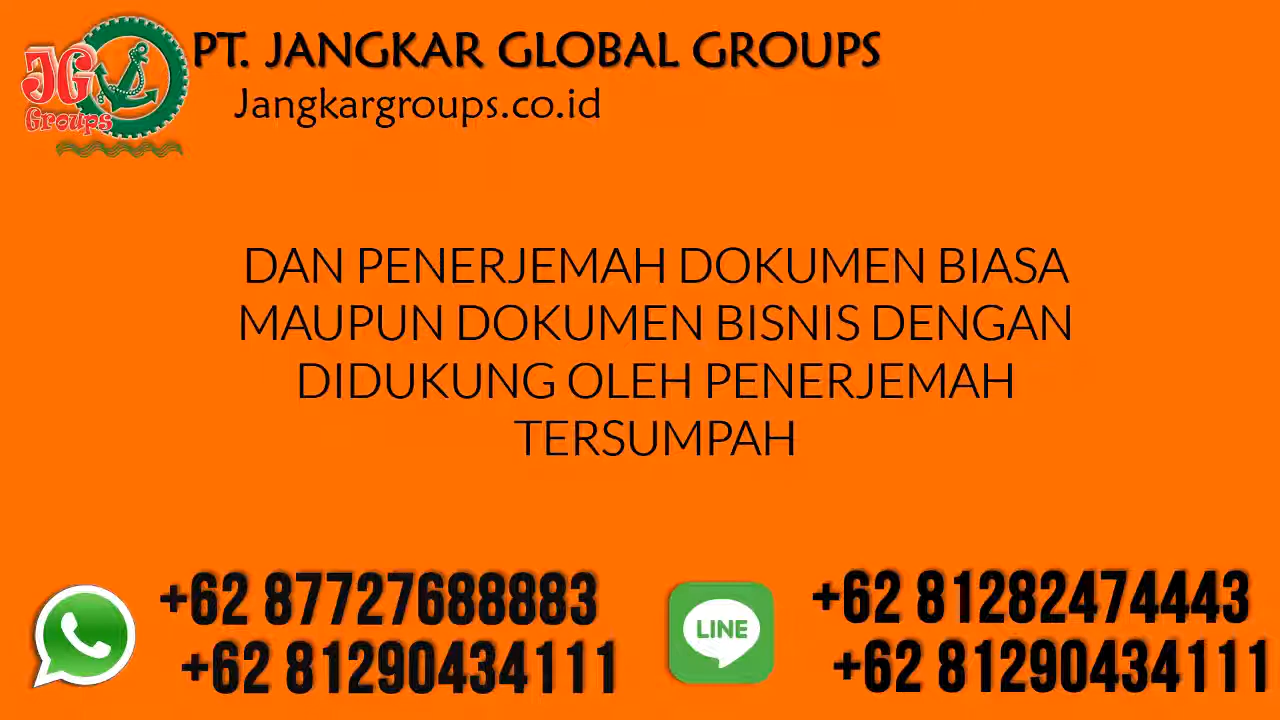 JG
Groups
PT. JANGKAR GLOBAL GROUPS
Jangkargroups.co.id
DAN PENERJEMAH DOKUMEN BIASA
MAUPUN DOKUMEN BISNIS DENGAN
DIDUKUNG OLEH PENERJEMAH
TERSUMPAH
+62 87727688883
+62 81290434111
LINE
+62 81282474443
+62 81290434111